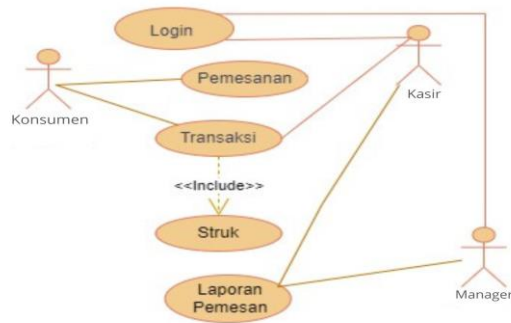 Login
Pemesanan
Konsumen
Kasir
Transaksi
<<Include>>
Struk
Laporan
Pemesan
Manager